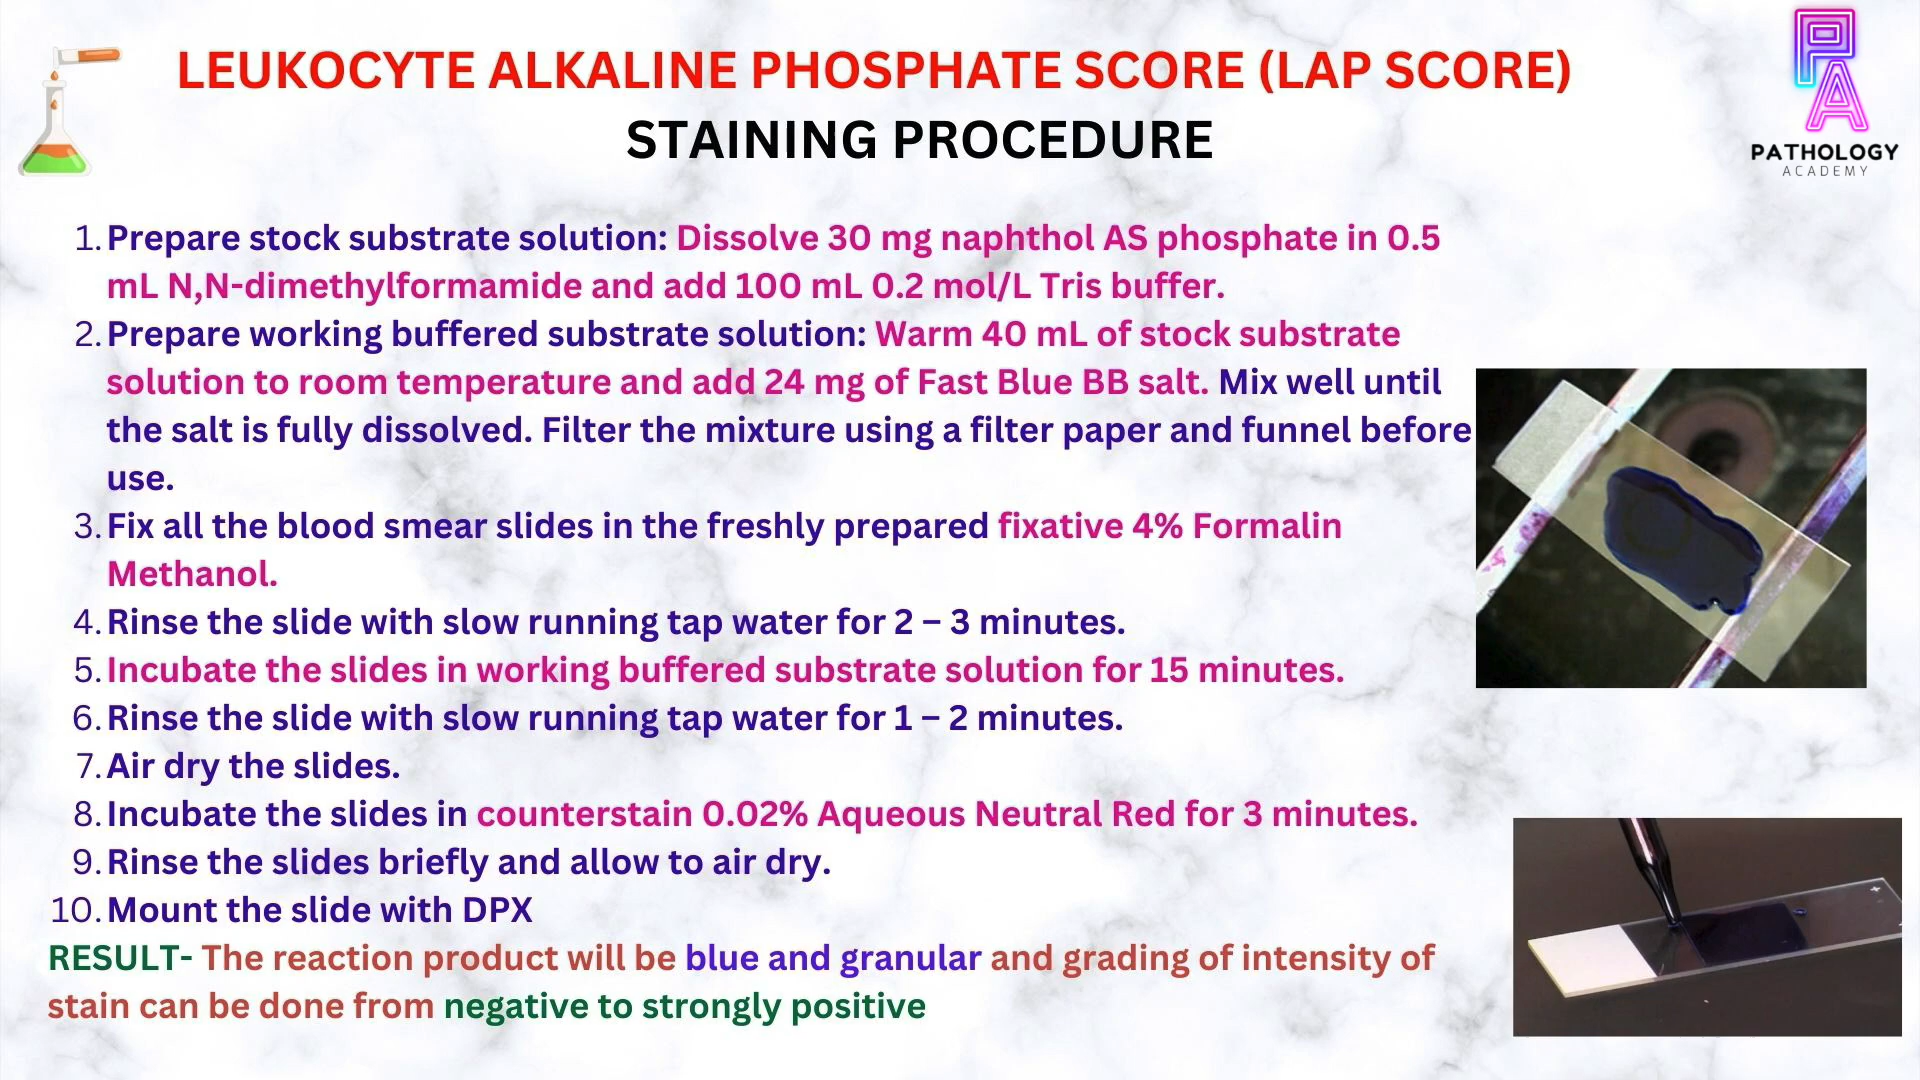 LEUKOCYTE ALKALINE PHOSPHATE SCORE (LAP SCORE)
STAINING PROCEDURE
PA
PATHOLOGY
ACADEMY
1. Prepare stock substrate solution: Dissolve 30 mg naphthol AS phosphate in 0.5
mL N,N-dimethylformamide and add 100 mL 0.2 mol/L Tris buffer.
2. Prepare working buffered substrate solution: Warm 40 mL of stock substrate
solution to room temperature and add 24 mg of Fast Blue BB salt. Mix well until
the salt is fully dissolved. Filter the mixture using a filter paper and funnel before
use.
3. Fix all the blood smear slides in the freshly prepared fixative 4% Formalin
Methanol.
4. Rinse the slide with slow running tap water for 2 – 3 minutes.
5. Incubate the slides in working buffered substrate solution for 15 minutes.
6. Rinse the slide with slow running tap water for 1 – 2 minutes.
7. Air dry the slides.
8. Incubate the slides in counterstain 0.02% Aqueous Neutral Red for 3 minutes.
9. Rinse the slides briefly and allow to air dry.
10. Mount the slide with DPX
RESULT- The reaction product will be blue and granular and grading of intensity of
stain can be done from negative to strongly positive